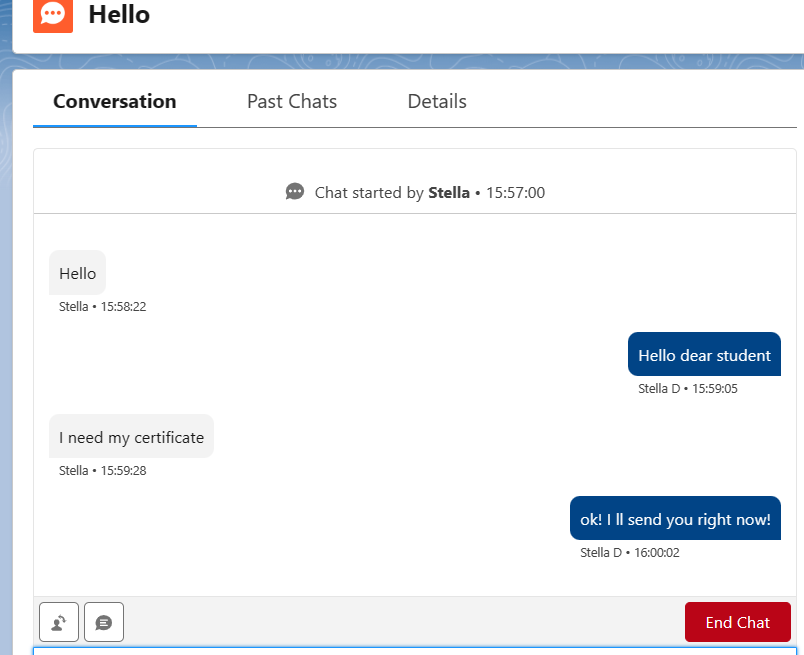 Hello
Conversation Past Chats Details
Chat started by Stella • 15:57:00
Hello
Stella • 15:58:22
Hello dear student
Stella D • 15:59:05
I need my certificate
Stella • 15:59:28
ok! I ll send you right now!
Stella D • 16:00:02
End Chat